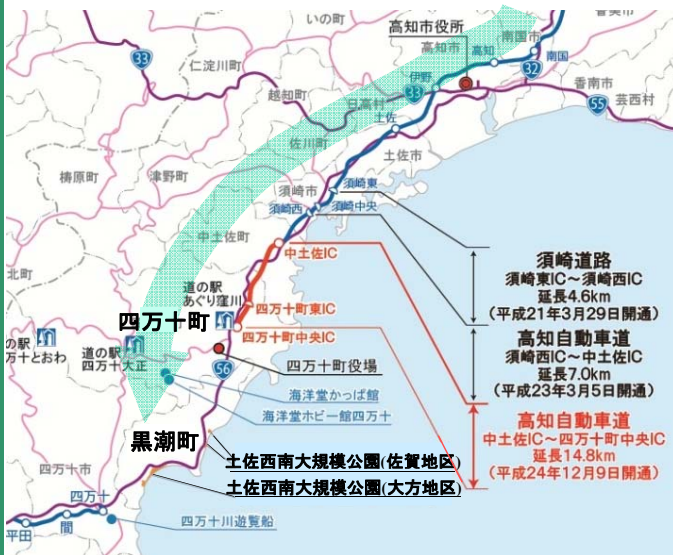 いの町
高知市役所
高知市
高知
南国市
南国
香美市
33
仁淀川町
越知町
日高村
伊野
33
32
香南市
55
芸西村
佐川町
土佐
土佐市
梼原町
津野町
須崎市
須崎東
須崎西
須崎中央
中土佐町
中土佐IC
北町
道の駅
あぐり窪川
四万十町
四万十町東IC
四万十町中央IC
の駅
万十とおわ
道の駅
四万十大正
四万十町役場
56
海洋堂かっぱ館
海洋堂ホビー館四万十
黒潮町
土佐西南大規模公園(佐賀地区)
土佐西南大規模公園(大方地区)
四万十市
四万十
間
平田
四万十川遊覧船
須崎道路
須崎東IC～須崎西IC
延長4.6km
(平成21年3月29日開通)
高知自動車道
須崎西IC～中土佐IC
延長7.0km
(平成23年3月5日開通)
高知自動車道
中土佐IC～四万十町中央IC
延長14.8km
(平成24年12月9日開通)